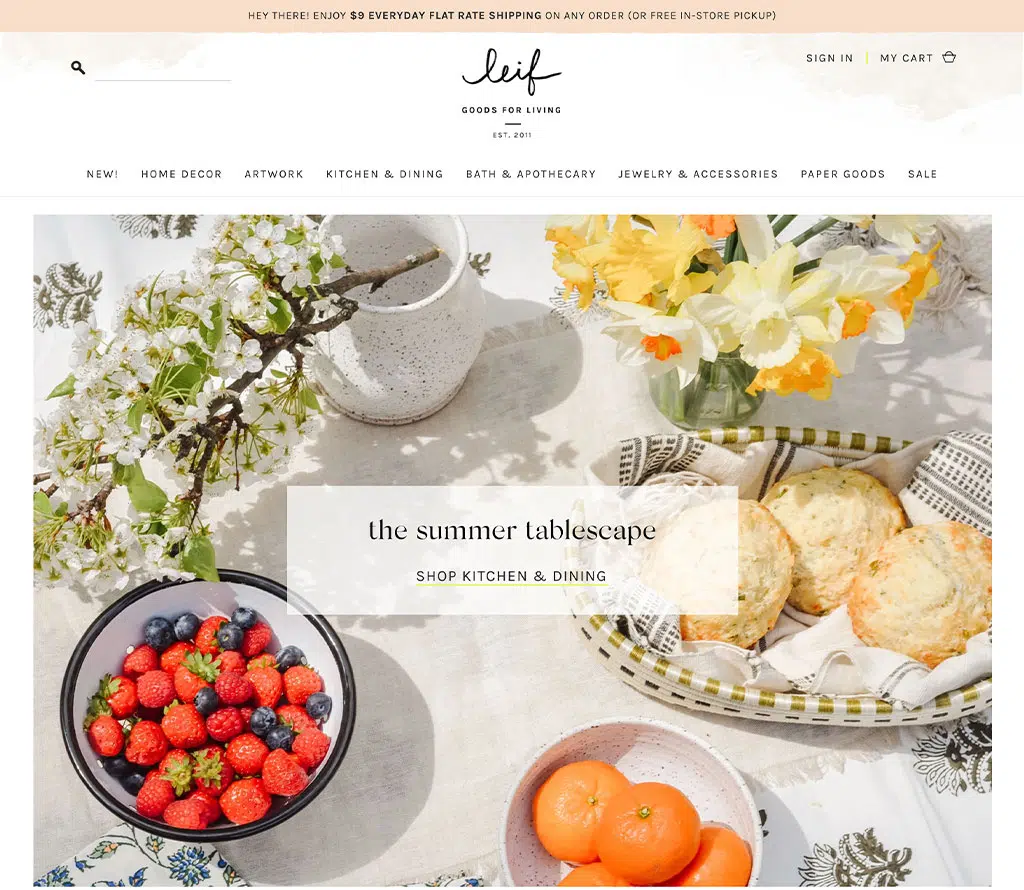 HEY THERE! ENJOY $9 EVERYDAY FLAT RATE SHIPPING ON ANY ORDER (OR FREE IN-STORE PICKUP)
SIGN IN | MY CART
leif
GOODS FOR LIVING
EST. 2011
NEW! HOME DECOR ARTWORK KITCHEN & DINING BATH & APOTHECARY JEWELRY & ACCESSORIES PAPER GOODS SALE
the summer tablescape
SHOP KITCHEN & DINING